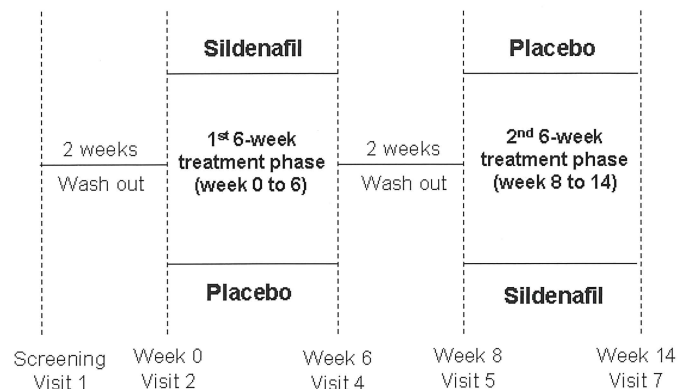 Sildenafil
Placebo
2 weeks
Wash out
1st 6-week
treatment phase
(week 0 to 6)
2 weeks
Wash out
2nd 6-week
treatment phase
(week 8 to 14)
Placebo
Sildenafil
Screening
Visit 1
Week 0
Visit 2
Week 6
Visit 4
Week 8
Visit 5
Week 14
Visit 7